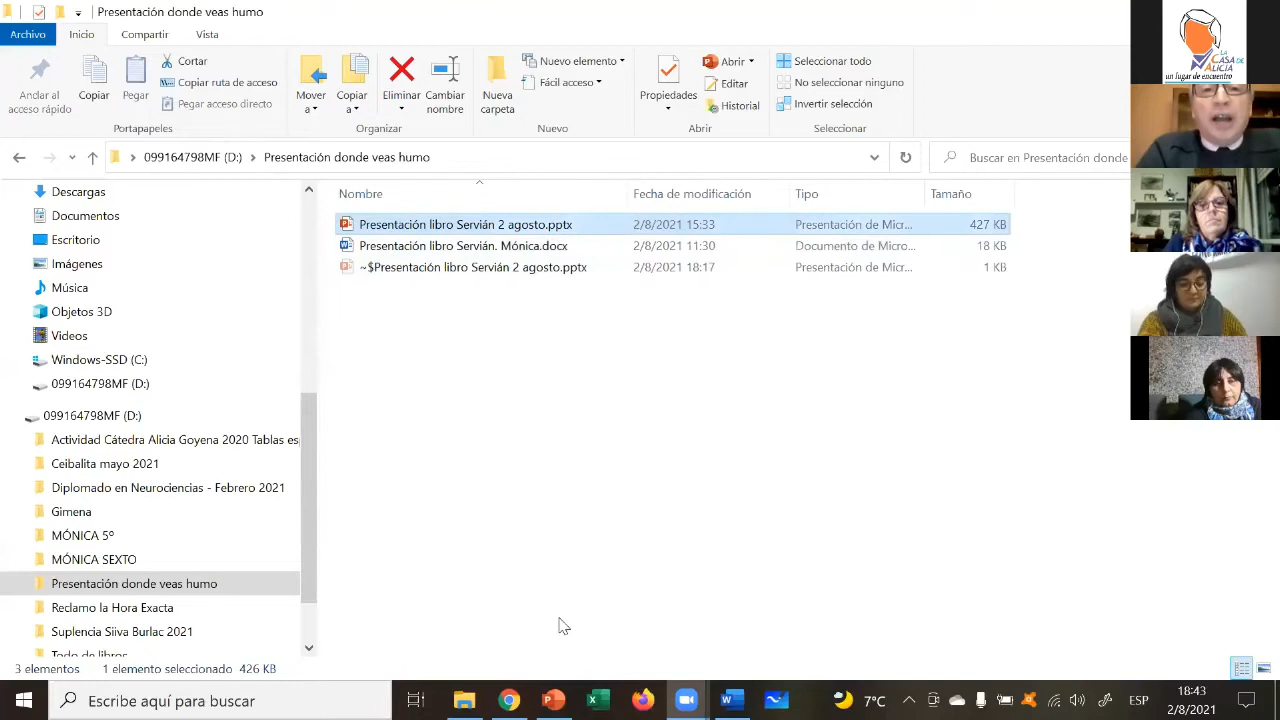 Presentación donde veas humo
Archivo
Inicio
Compartir
Vista
Andar al
acceso rápido
Copiar
Pegar
Cortar
Copiar ruta de acceso
Pegar acceso directo
Portapapeles
Mover
a
Copiar
a
Eliminar
Cambiar
nombre
Organizar
Nueva
carpeta
Nuevo elemento
Fácil acceso
Nuevo
Propiedades
Abrir
Editar
Historial
Abrir
Seleccionar todo
No seleccionar ninguno
Invertir selección
Seleccionar
099164798MF (D:) Presentación donde veas humo
Buscar en Presentación donde
Nombre Fecha de modificación Tipo Tamaño
Presentación libro Servián 2 agosto.pptx 2/8/2021 15:33 Presentación de Micr... 427 KB
Presentación libro Servián. Mónica.docx 2/8/2021 11:30 Documento de Micro... 18 KB
~$Presentación libro Servián 2 agosto.pptx 2/8/2021 18:17 Presentación de Micr... 1 KB
Descargas
Documentos
Escritorio
Imágenes
Música
Objetos 3D
Videos
Windows-SSD (C:)
099164798MF (D:)
099164798MF (D:)
Actividad Cátedra Alicia Goyena 2020 Tablas es
Ceibalita mayo 2021
Diplomado en Neurociencias - Febrero 2021
Gimena
MÓNICA 5º
MÓNICA SEXTO
Presentación donde veas humo
Reclamo la Hora Exacta
Suplencia Siiva Burlac 2021
Todo de libros
3 elementos 1 elemento seleccionado 426 KB
LA
CASA DE
ALICIA
un lugar de encuentro
Escribe aquí para buscar
7°C
ESP
18:43
2/8/2021